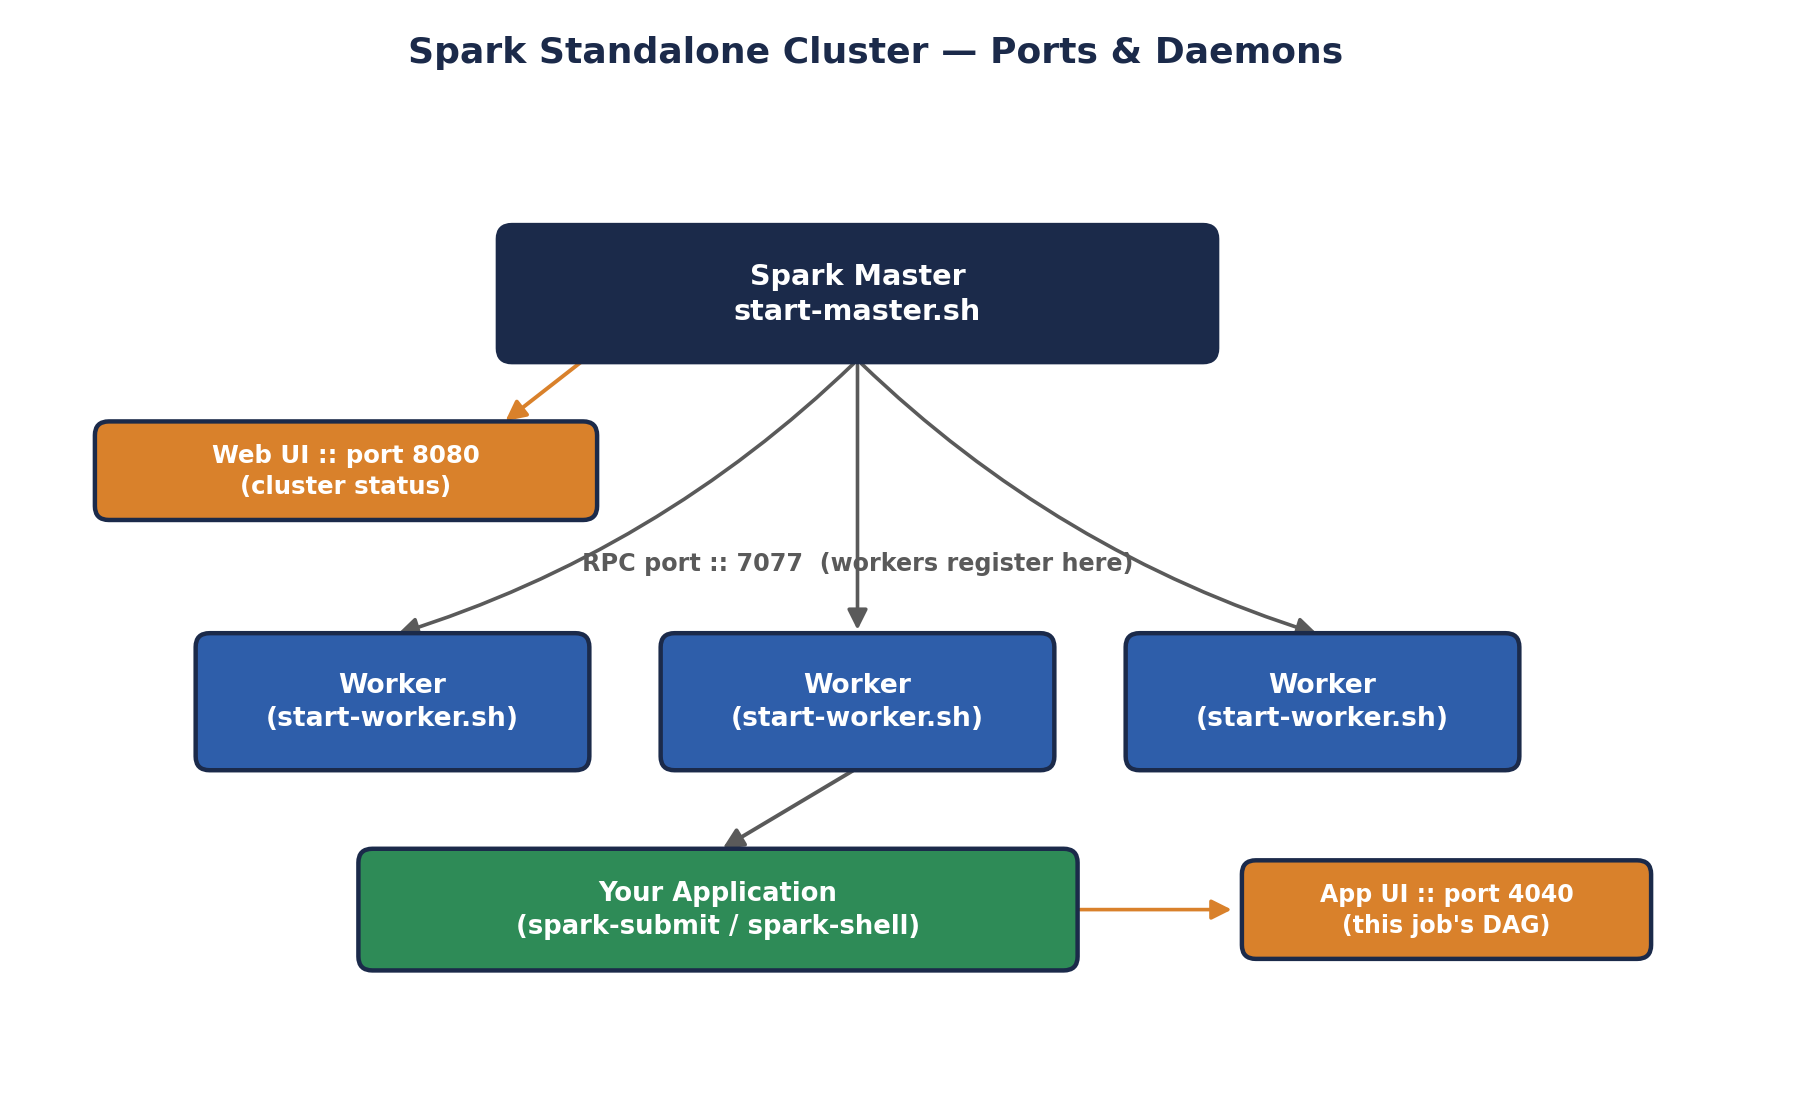 Spark Standalone Cluster — Ports & Daemons
Spark Master
start-master.sh
Web UI :: port 8080
(cluster status)
RPC port :: 7077  (workers register here)
Worker
(start-worker.sh)
Worker
(start-worker.sh)
Worker
(start-worker.sh)
Your Application
(spark-submit / spark-shell)
App UI :: port 4040
(this job's DAG)